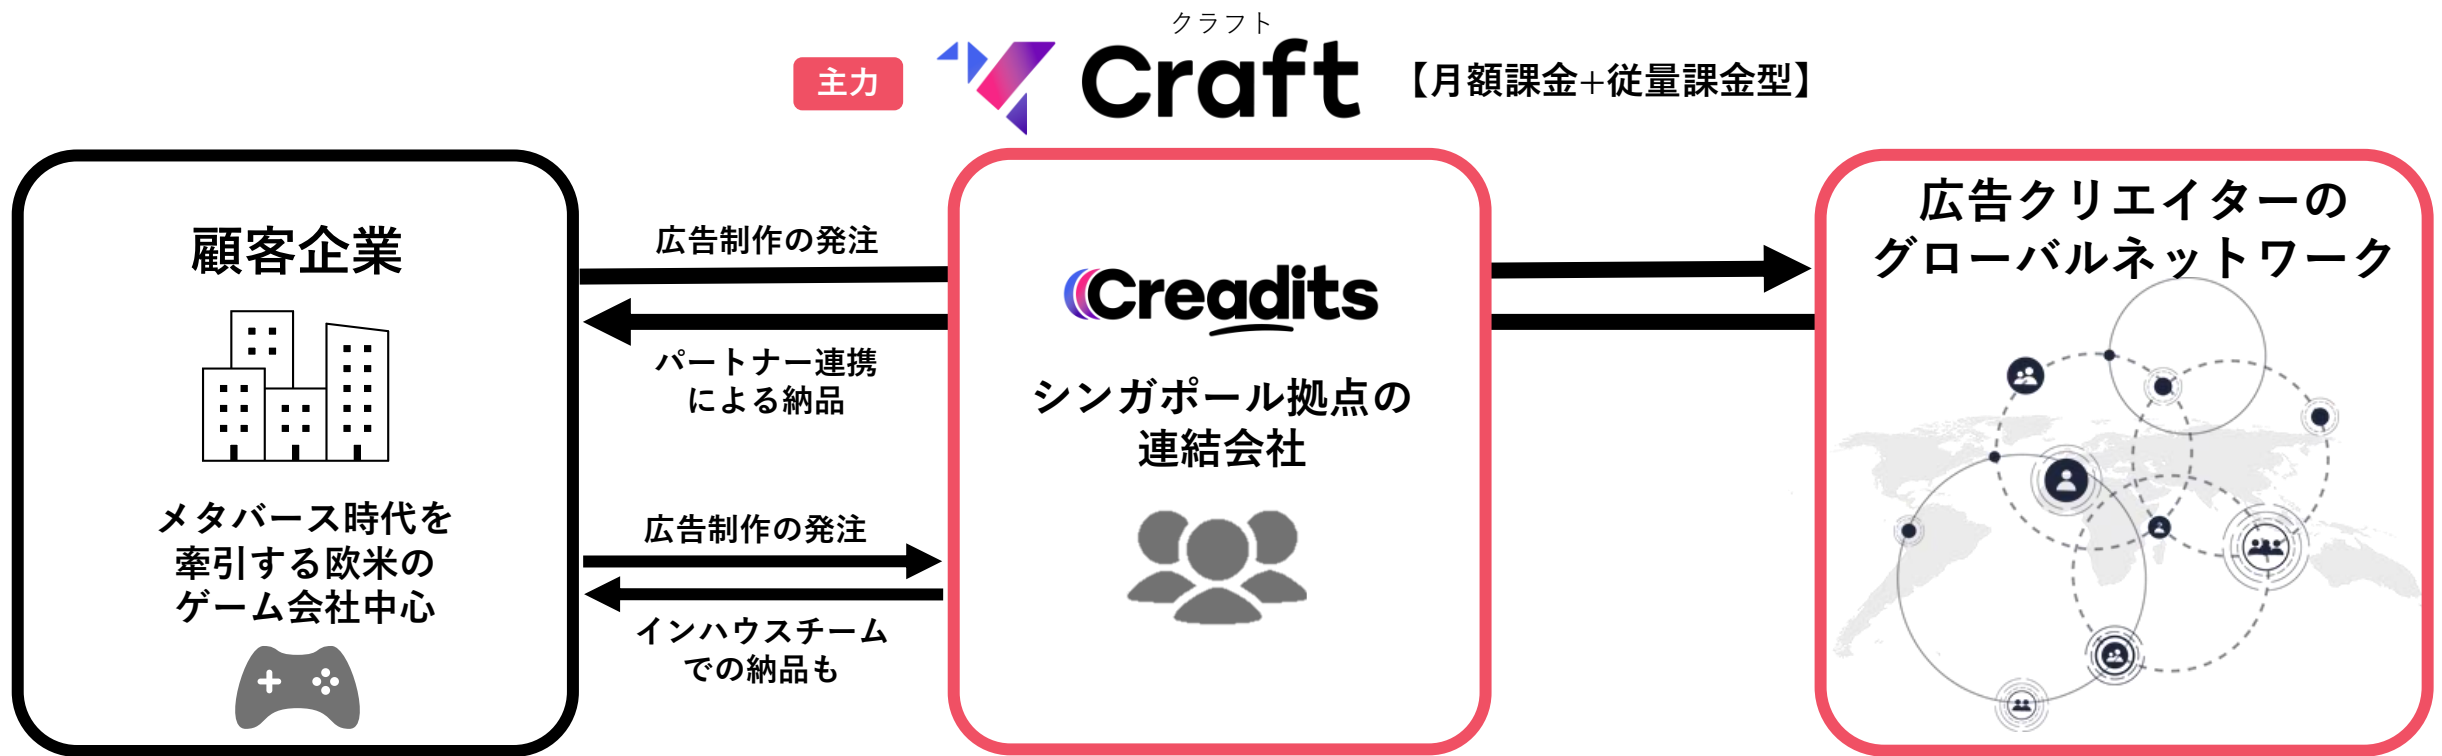 クラフト
主力
Craft
【月額課金+従量課金型】
顧客企業
メタバース時代を
牽引する欧米の
ゲーム会社中心
広告制作の発注
パートナー連携
による納品
広告制作の発注
インハウスチーム
での納品も
Creadits
シンガポール拠点の
連結会社
広告クリエイターの
グローバルネットワーク